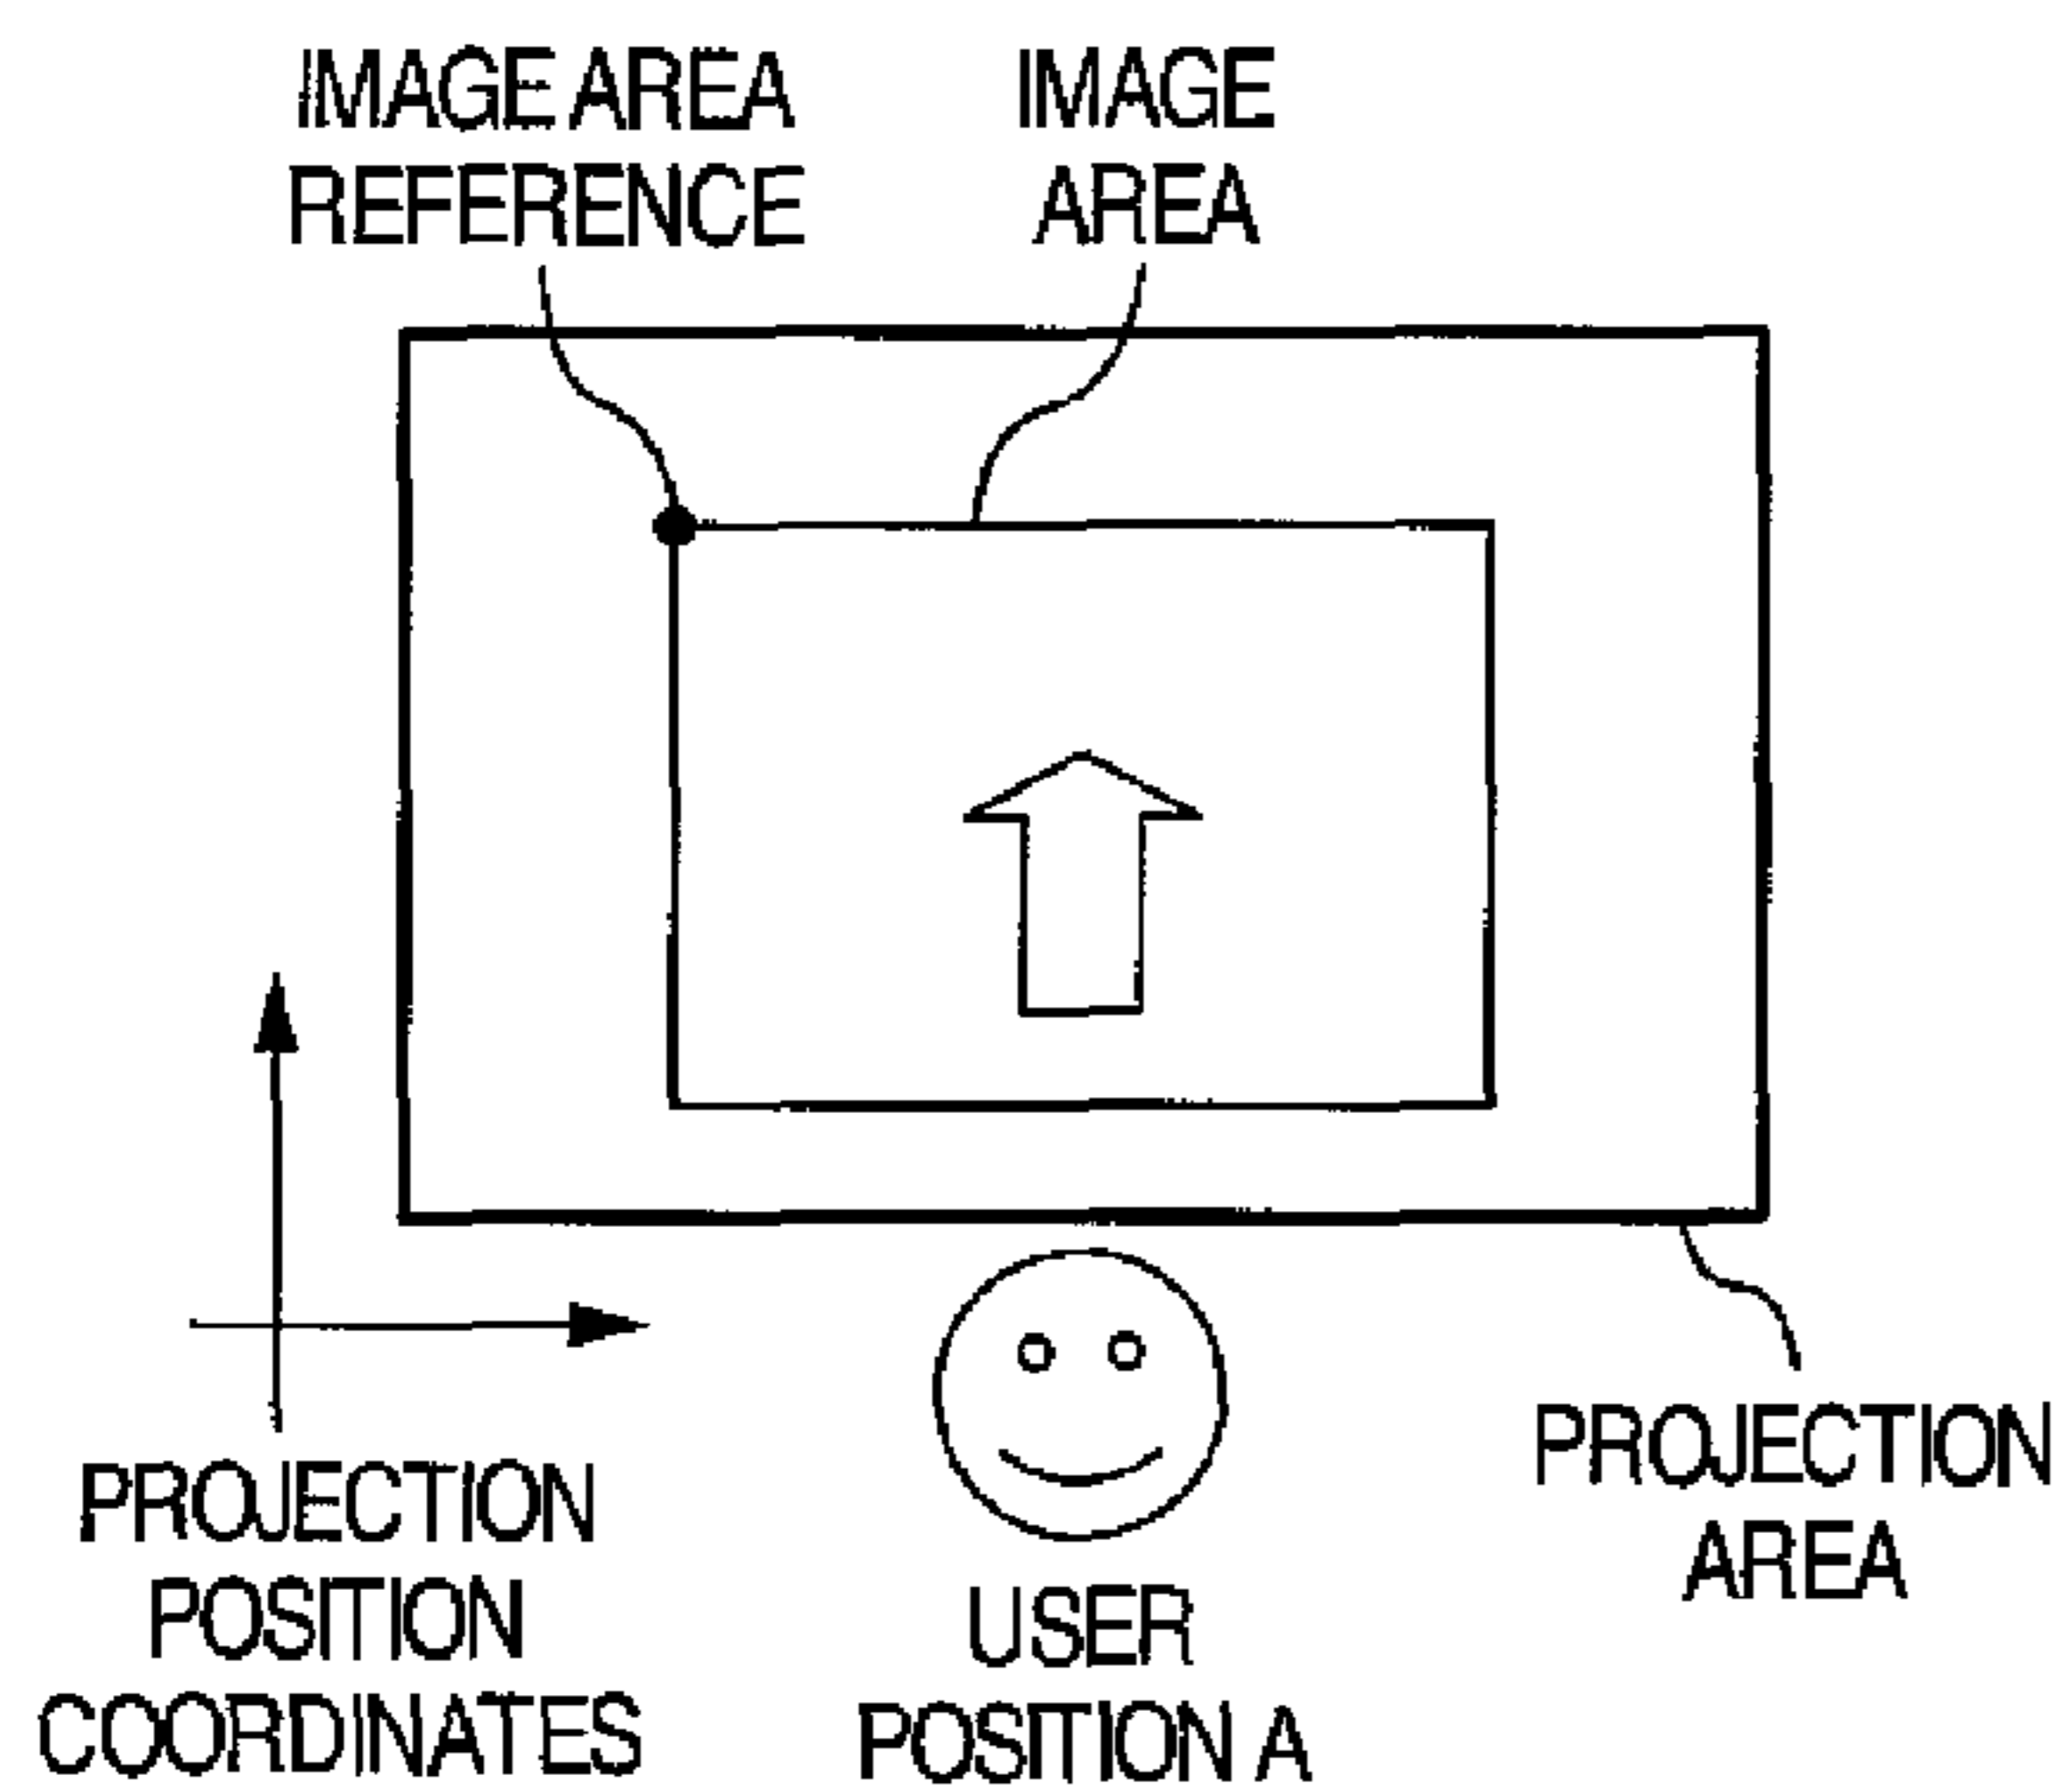 IMAGE AREA
REFERENCE
IMAGE
AREA
PROJECTION
POSITION
COORDINATES
USER
POSITION A
PROJECTION
AREA